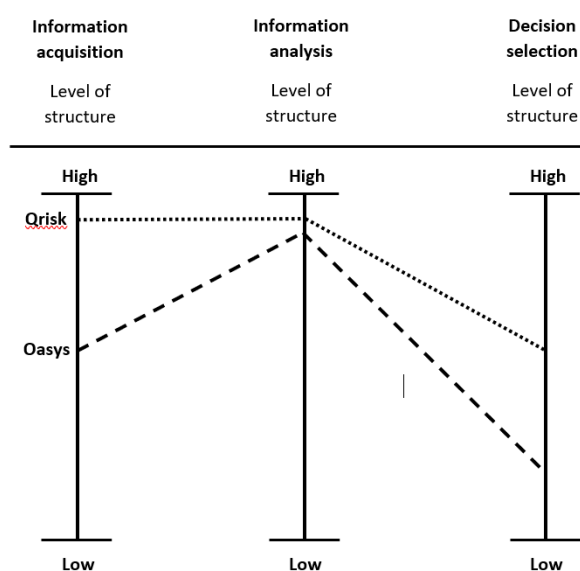 Information acquisition
Level of structure
Information analysis
Level of structure
Decision selection
Level of structure
High
High
High
Qrisk
Oasys
Low
Low
Low